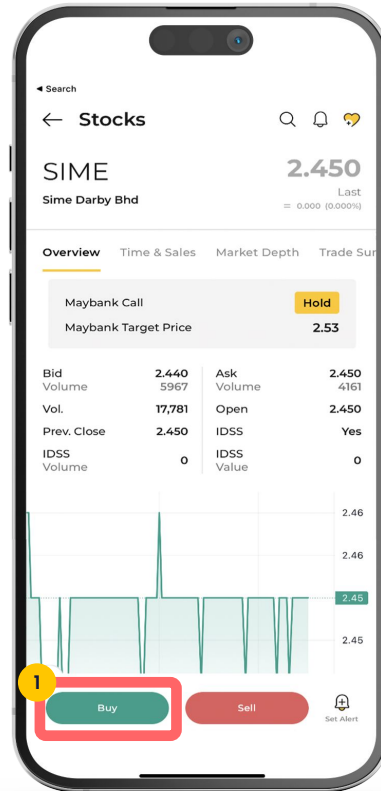 ◂ Search
← Stocks
SIME 2.450
Sime Darby Bhd Last
= 0.000 (0.000%)
Overview Time & Sales Market Depth Trade Sur
Maybank Call Hold
Maybank Target Price 2.53
Bid 2.440 Ask 2.450
Volume 5967 Volume 4161
Vol. 17,781 Open 2.450
Prev. Close 2.450 IDSS Yes
IDSS Volume 0 IDSS Value 0
2.46
2.46
2.45
2.45
1
Buy Sell Set Alert